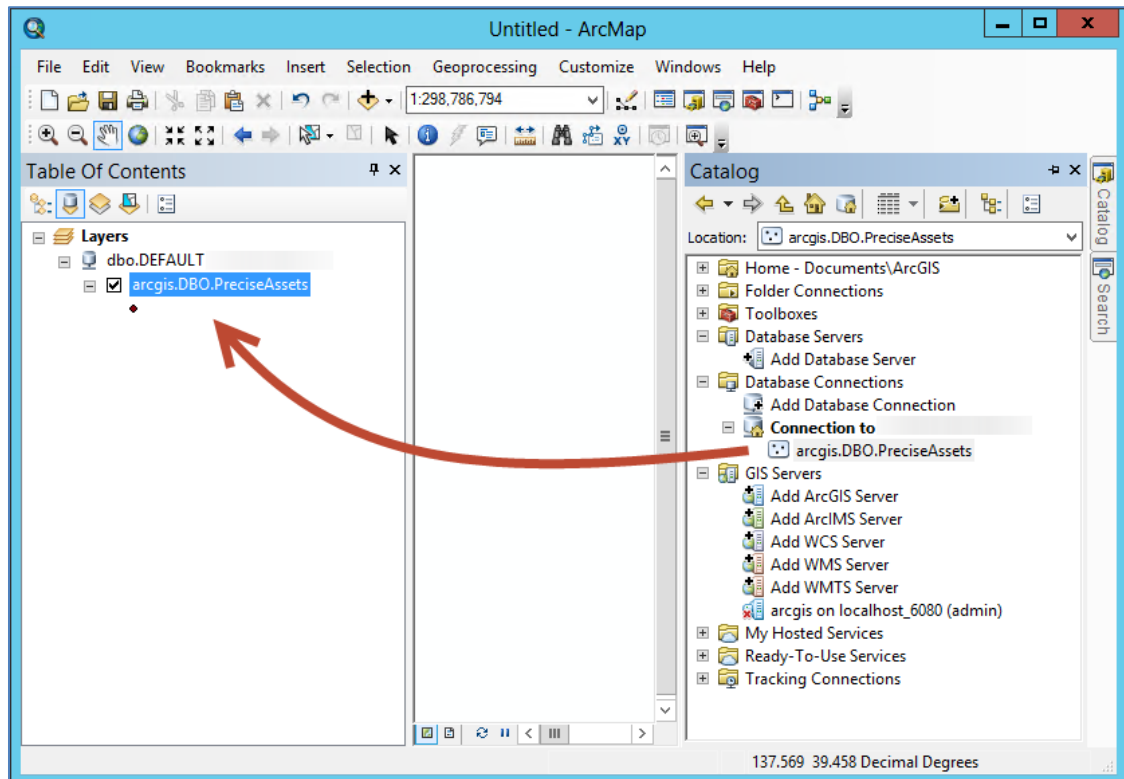 Untitled - ArcMap
File Edit View Bookmarks Insert Selection Geoprocessing Customize Windows Help
1:298,786,794
Table Of Contents
Layers
dbo.DEFAULT
arcgis.DBO.PreciseAssets
Catalog
Location: arcgis.DBO.PreciseAssets
Home - Documents\ArcGIS
Folder Connections
Toolboxes
Database Servers
Add Database Server
Database Connections
Add Database Connection
Connection to
arcgis.DBO.PreciseAssets
GIS Servers
Add ArcGIS Server
Add ArcIMS Server
Add WCS Server
Add WMS Server
Add WMTS Server
arcgis on localhost_6080 (admin)
My Hosted Services
Ready-To-Use Services
Tracking Connections
Catalog
Search
137.569 39.458 Decimal Degrees